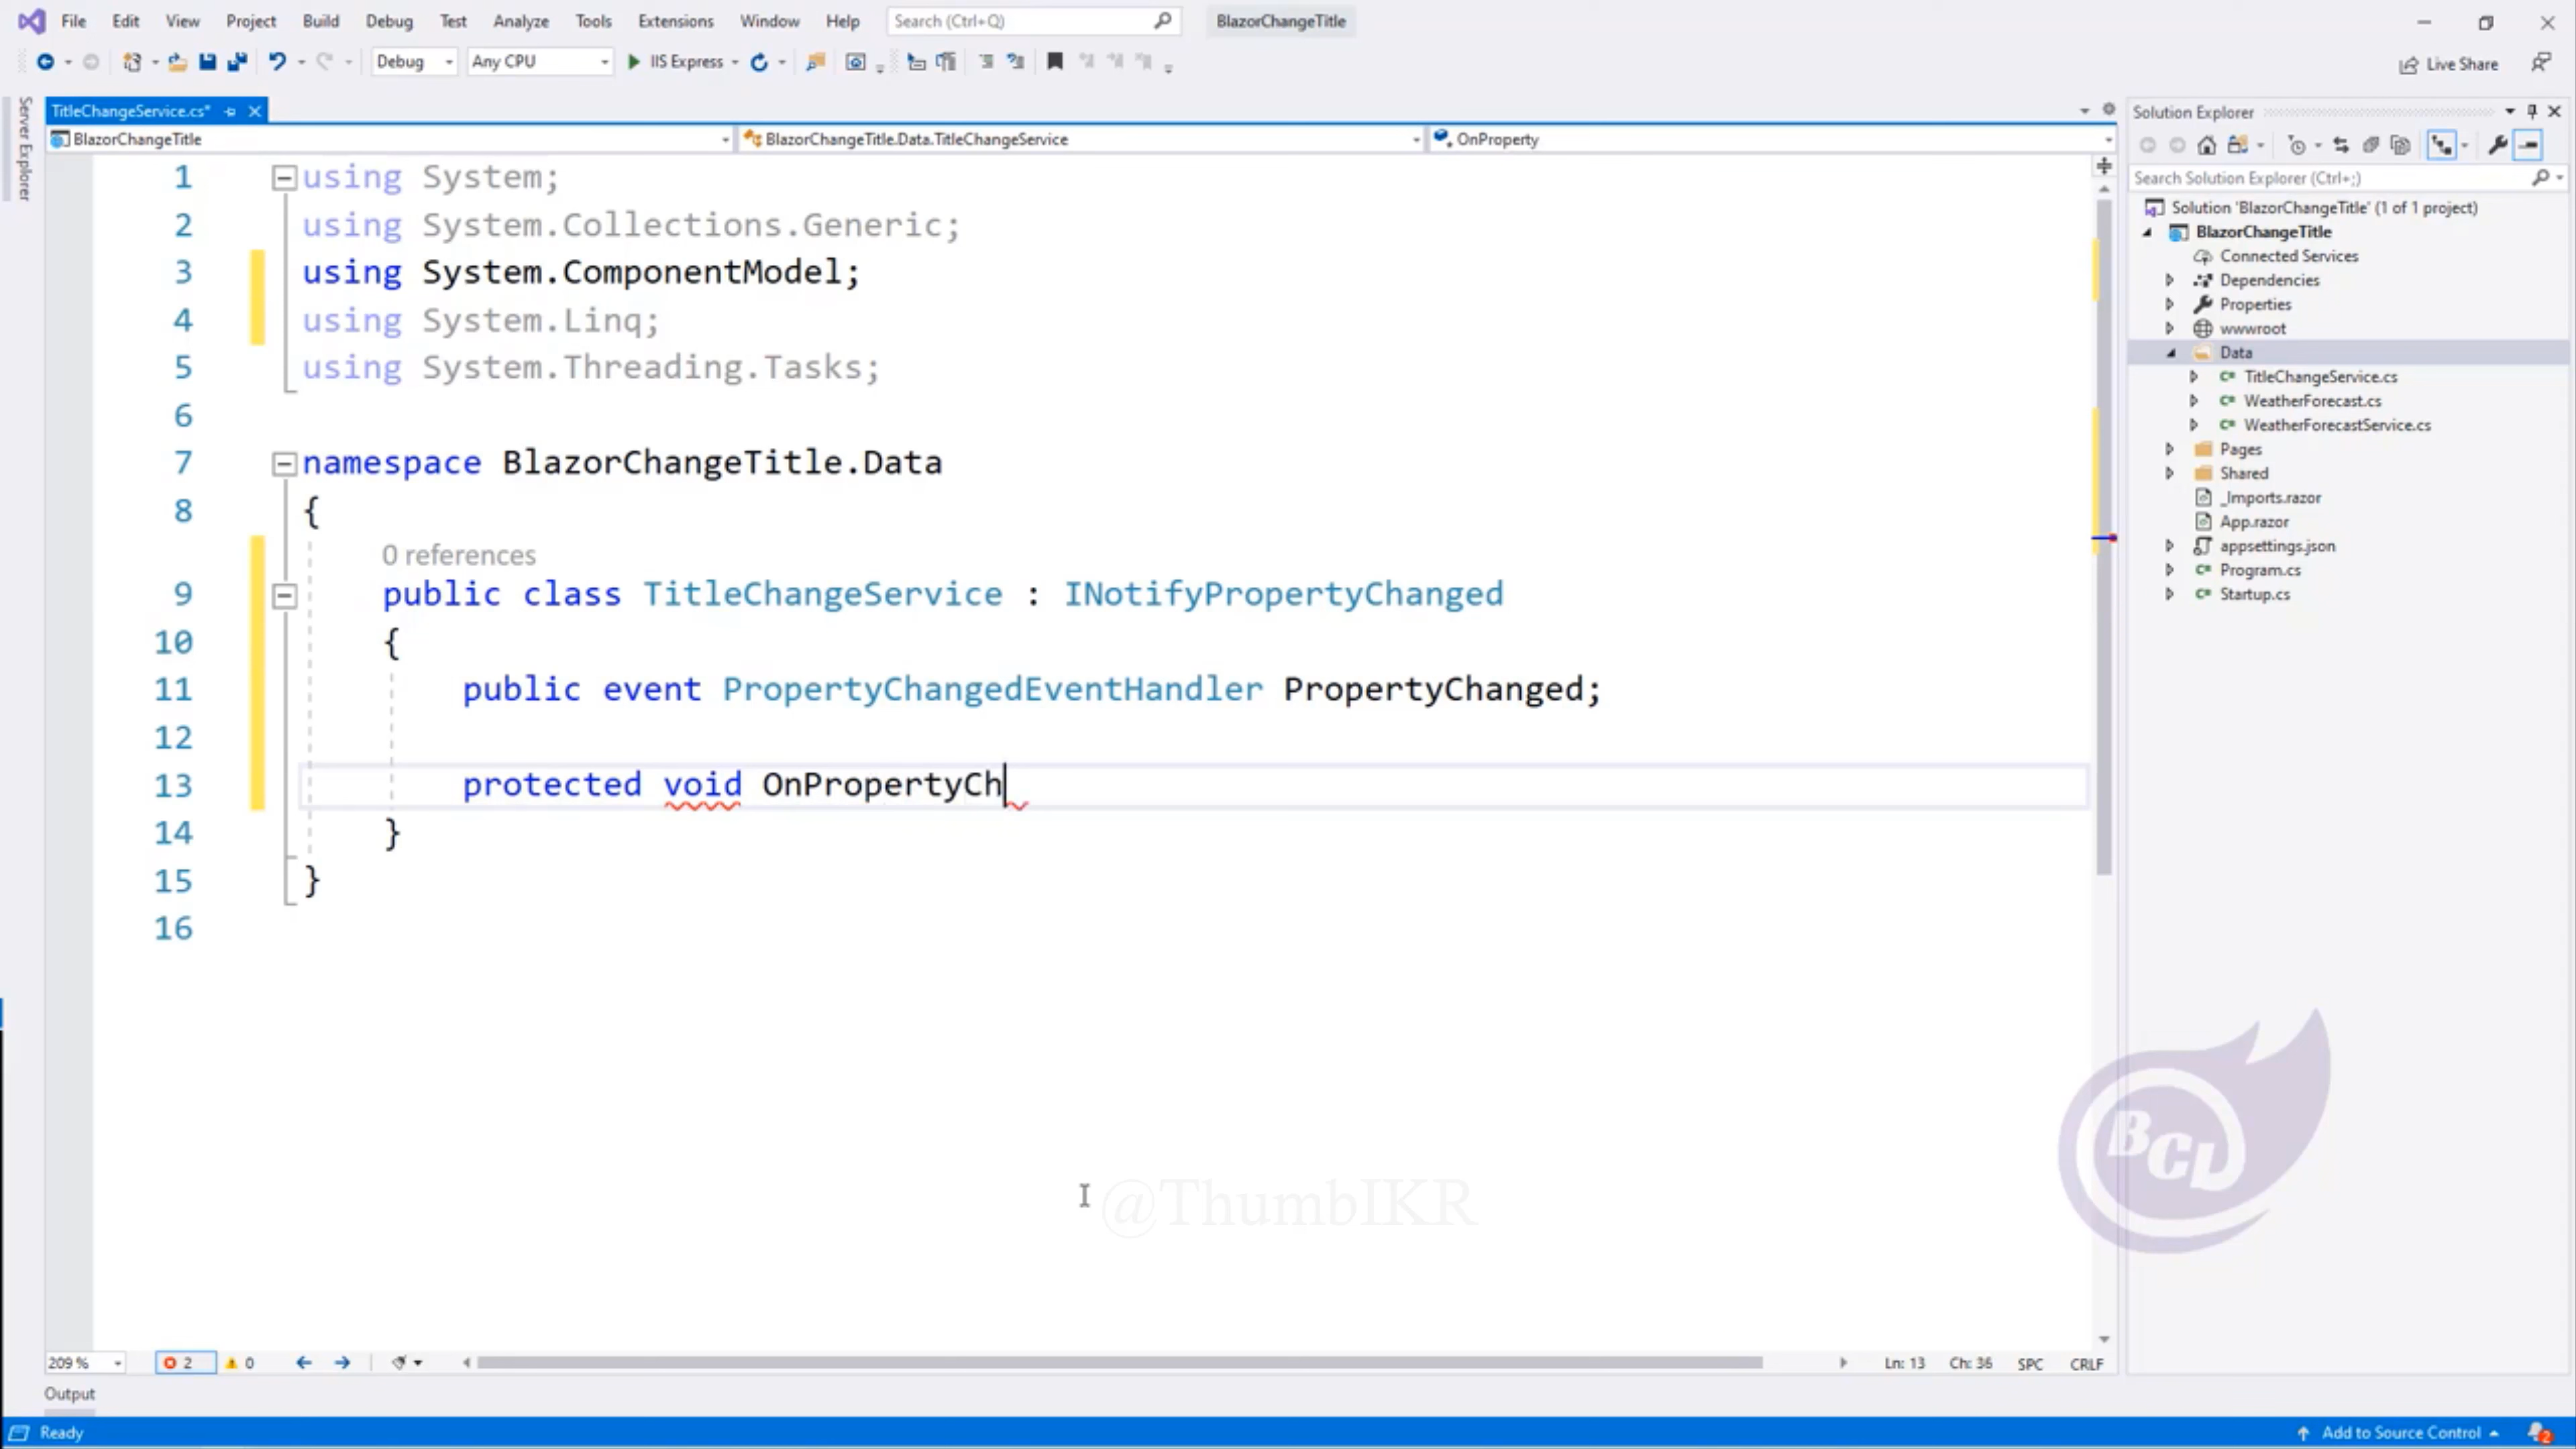 File Edit View Project Build Debug Test Analyze Tools Extensions Window Help Search (Ctrl+Q) BlazorChangeTitle
Debug Any CPU IIS Express Live Share
Server Explorer
TitleChangeService.cs*
BlazorChangeTitle BlazorChangeTitle.Data.TitleChangeService OnProperty
1 using System;
2 using System.Collections.Generic;
3 using System.ComponentModel;
4 using System.Linq;
5 using System.Threading.Tasks;
6
7 namespace BlazorChangeTitle.Data
8 {
0 references
9 public class TitleChangeService : INotifyPropertyChanged
10 {
11 public event PropertyChangedEventHandler PropertyChanged;
12
13 protected void OnPropertyCh
14 }
15 }
16
Solution Explorer
Search Solution Explorer (Ctrl+;)
Solution 'BlazorChangeTitle' (1 of 1 project)
BlazorChangeTitle
Connected Services
Dependencies
Properties
wwwroot
Data
C# TitleChangeService.cs
C# WeatherForecast.cs
C# WeatherForecastService.cs
Pages
Shared
_Imports.razor
App.razor
appsettings.json
C# Program.cs
C# Startup.cs
BCL
@ThumbIKR
209 % 2 0 Ln: 13 Ch: 36 SPC CRLF
Output
Ready Add to Source Control 2